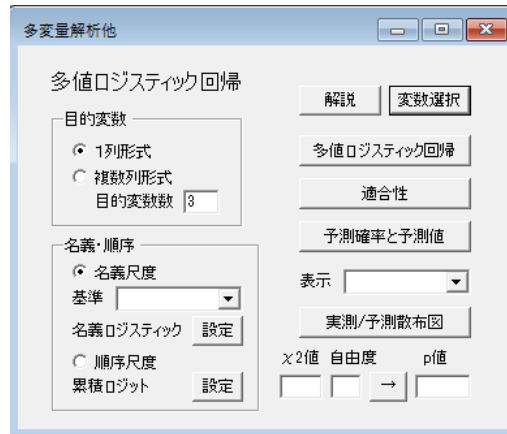 多変量解析他
多値ロジスティック回帰
解説
変数選択
目的変数
1列形式
複数列形式
目的変数数 3
多値ロジスティック回帰
適合性
予測確率と予測値
名義・順序
名義尺度
基準
名義ロジスティック 設定
順序尺度
累積ロジット 設定
表示
実測/予測散布図
χ2値 自由度 p値
→